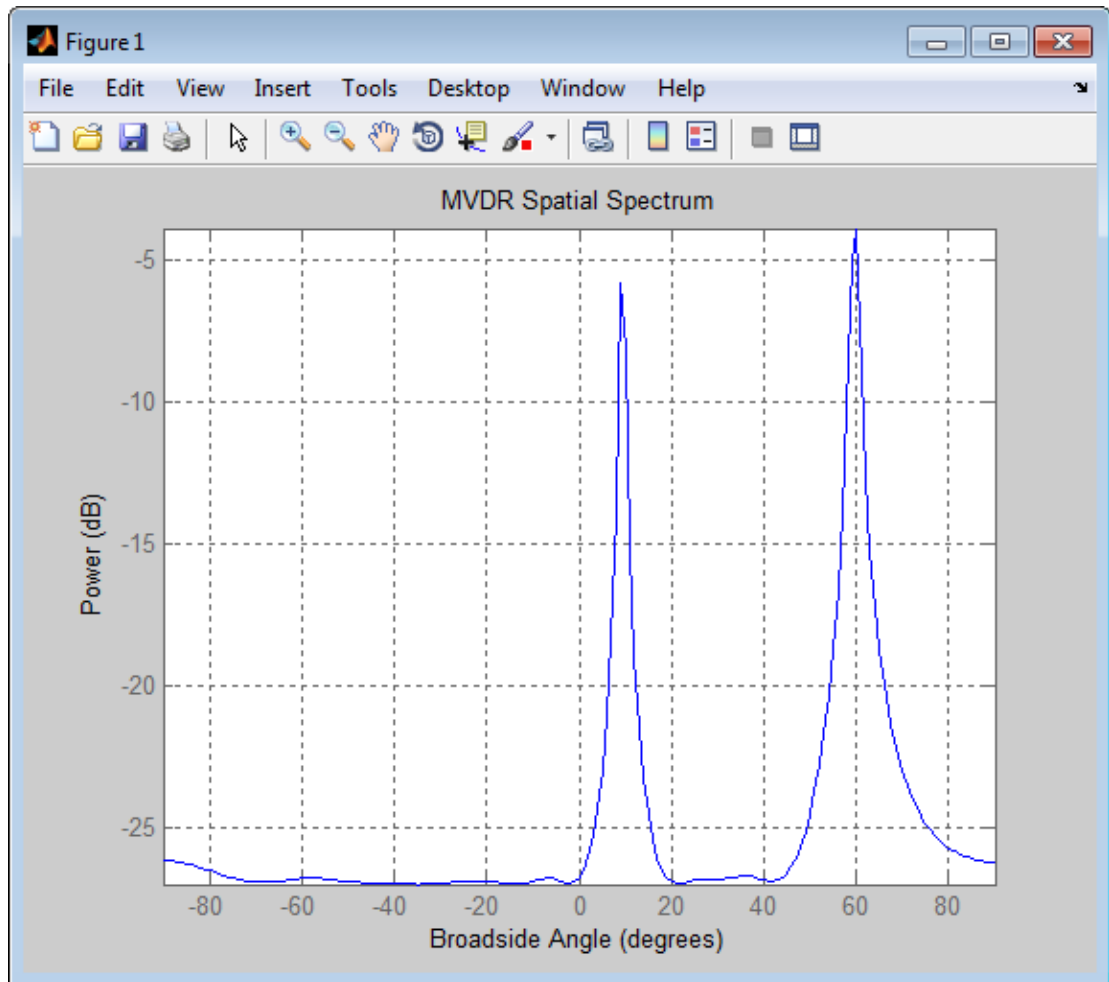 Figure 1
File Edit View Insert Tools Desktop Window Help
MVDR Spatial Spectrum
-5
-10
-15
-20
-25
Power (dB)
-80 -60 -40 -20 0 20 40 60 80
Broadside Angle (degrees)